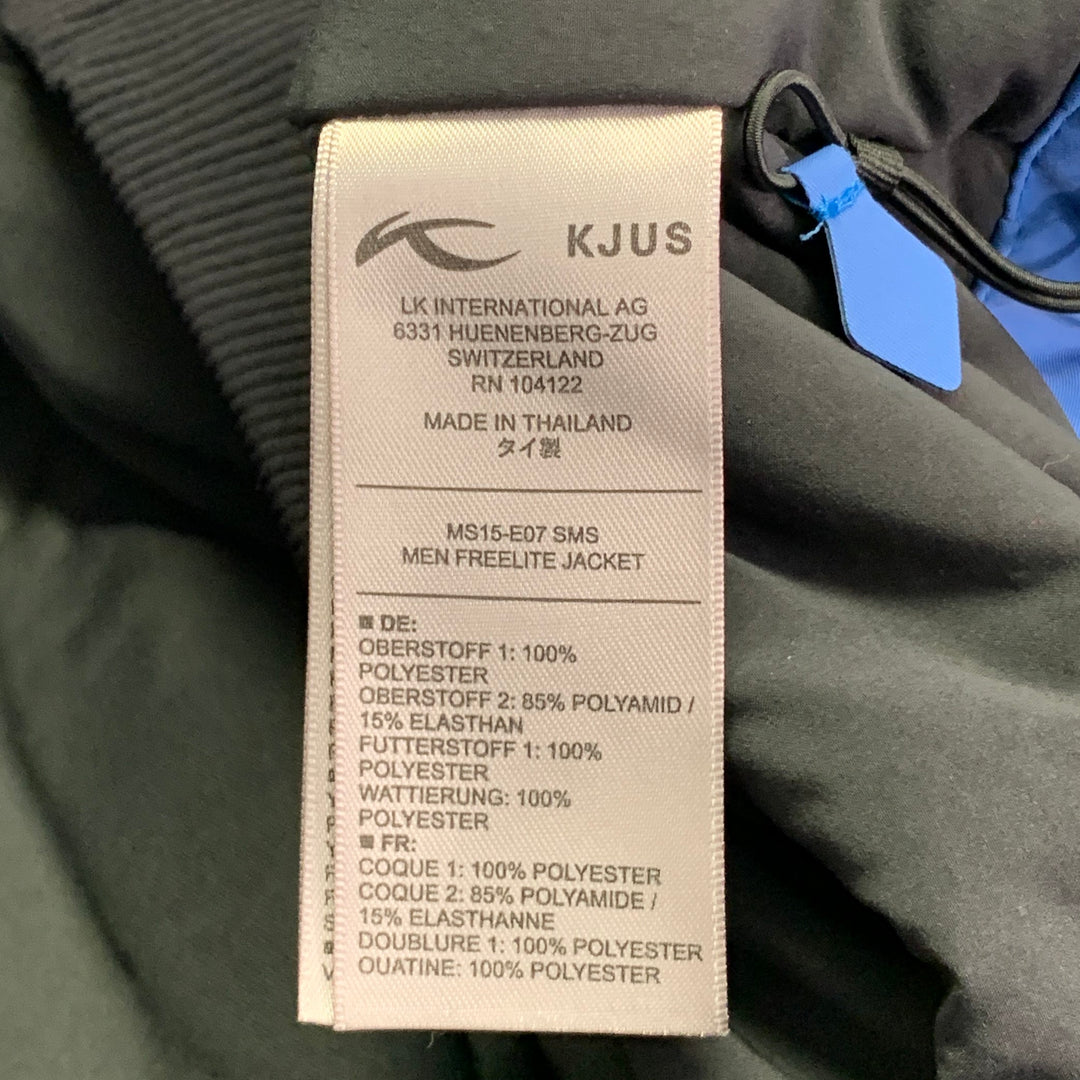 KJUS
LK INTERNATIONAL AG
6331 HUENENBERG-ZUG
SWITZERLAND
RN 104122
MADE IN THAILAND
タイ製
MS15-E07 SMS
MEN FREELITE JACKET
DE:
OBERSTOFF 1: 100%
POLYESTER
OBERSTOFF 2: 85% POLYAMID /
15% ELASTHAN
FUTTERSTOFF 1: 100%
POLYESTER
WATTIERUNG: 100%
POLYESTER
FR:
COQUE 1: 100% POLYESTER
COQUE 2: 85% POLYAMIDE /
15% ELASTHANNE
DOUBLURE 1: 100% POLYESTER
OUATINE: 100% POLYESTER